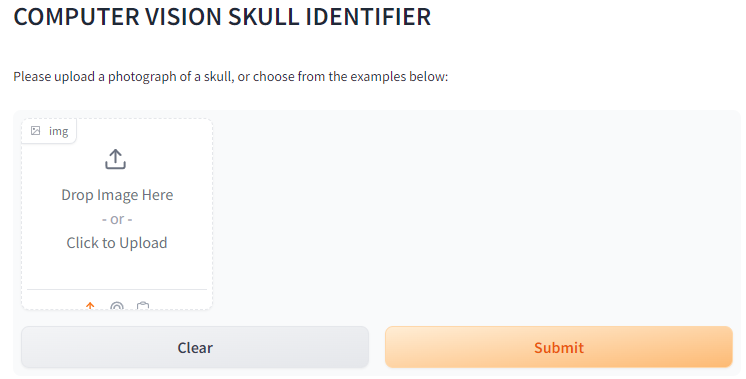 COMPUTER VISION SKULL IDENTIFIER
Please upload a photograph of a skull, or choose from the examples below:
img
Drop Image Here
- or -
Click to Upload
Clear
Submit